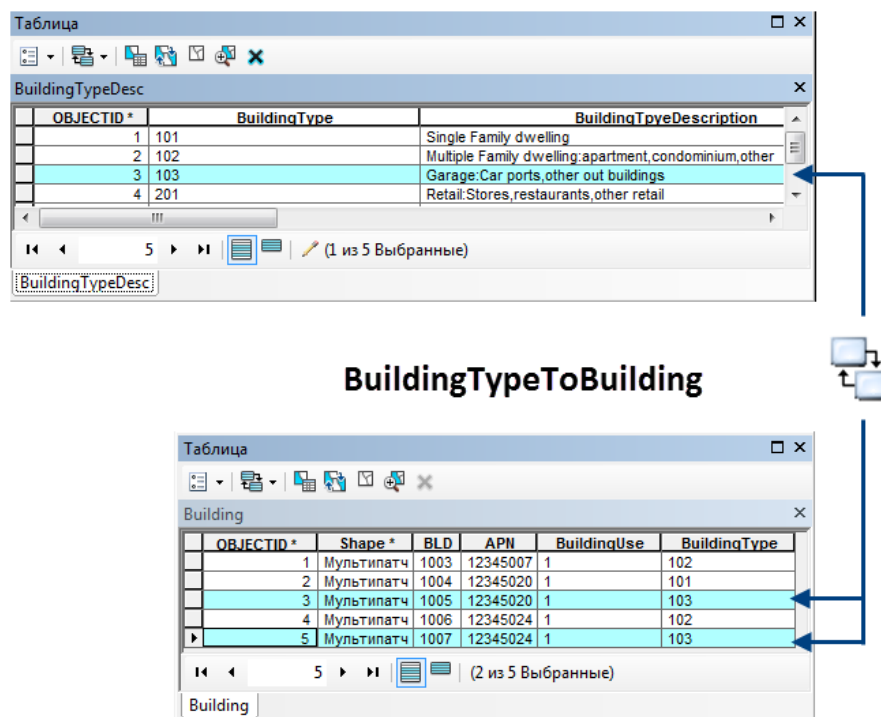 Таблица
BuildingTypeDesc
OBJECTID * BuildingType BuildingTpyeDescription
1 101 Single Family dwelling
2 102 Multiple Family dwelling:apartment,condominium,other
3 103 Garage:Car ports,other out buildings
4 201 Retail:Stores,restaurants,other retail
5 (1 из 5 Выбранные)
BuildingTypeDesc
BuildingTypeToBuilding
Таблица
Building
OBJECTID * Shape * BLD APN BuildingUse BuildingType
1 Мультипатч 1003 12345007 1 102
2 Мультипатч 1004 12345020 1 101
3 Мультипатч 1005 12345020 1 103
4 Мультипатч 1006 12345024 1 102
5 Мультипатч 1007 12345024 1 103
5 (2 из 5 Выбранные)
Building